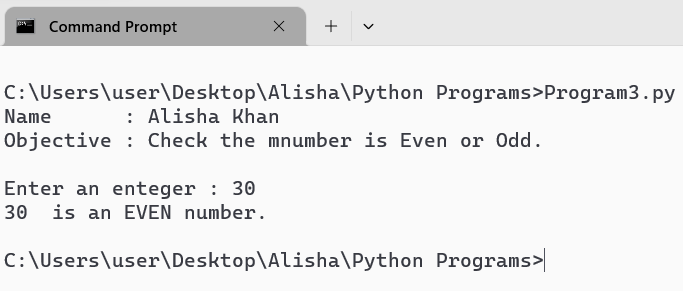 Command Prompt
C:\Users\user\Desktop\Alisha\Python Programs>Program3.py
Name      : Alisha Khan
Objective : Check the mnumber is Even or Odd.
Enter an enteger : 30
30  is an EVEN number.
C:\Users\user\Desktop\Alisha\Python Programs>